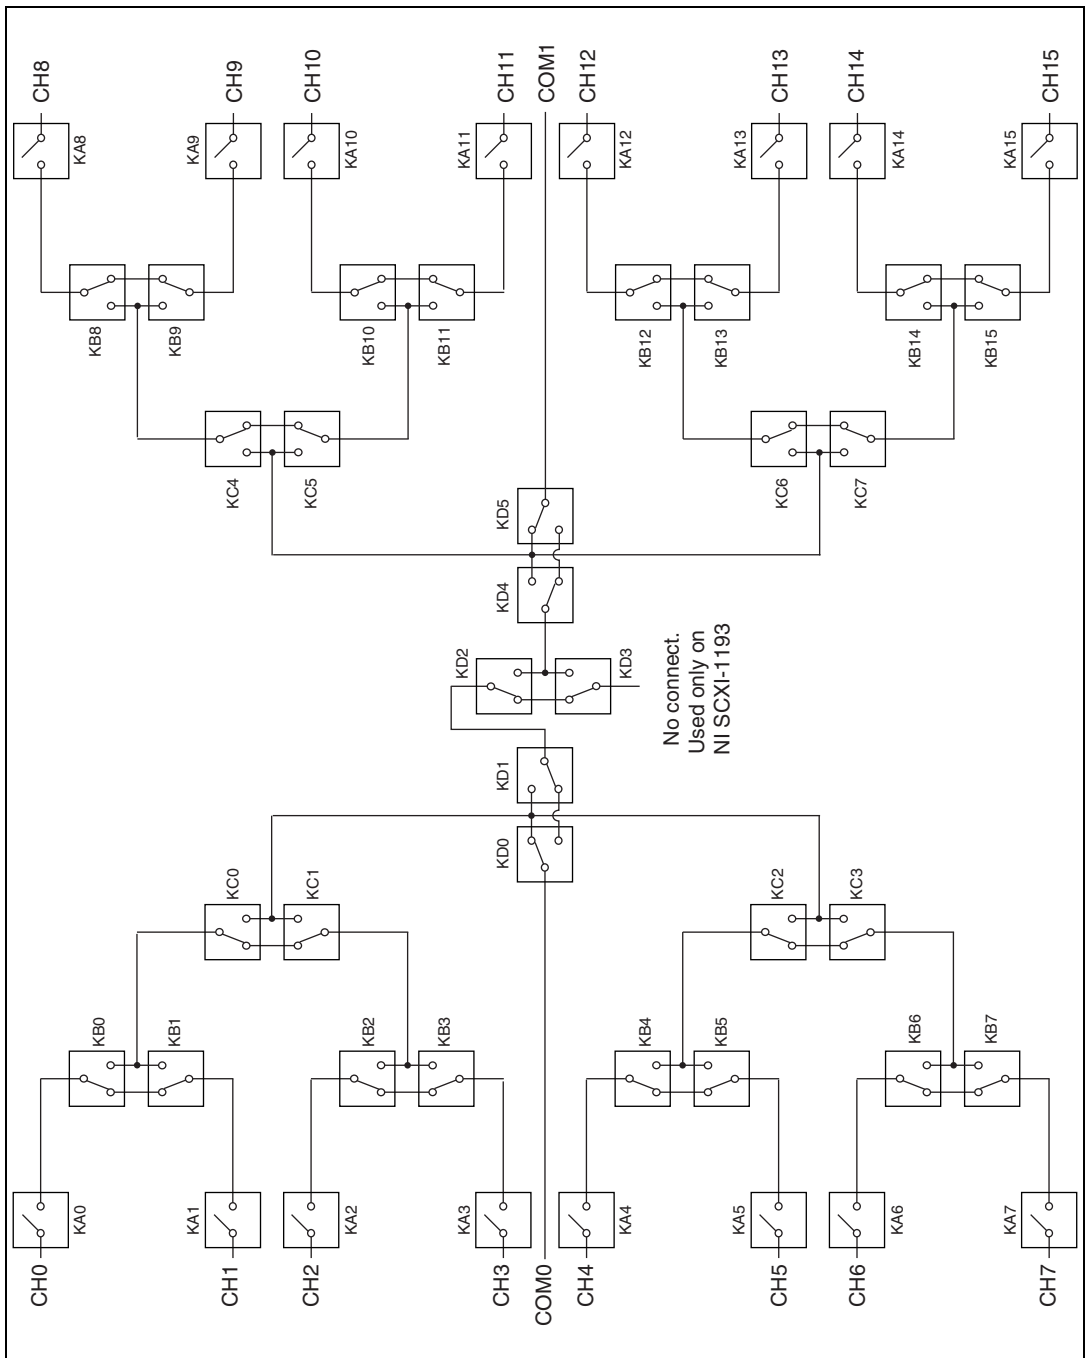 CH8
CH9
CH10
CH11
COM1
CH12
CH13
CH14
CH15
KA8
KA9
KA10
KA11
KA12
KA13
KA14
KA15
KB8
KB9
KB10
KB11
KB12
KB13
KB14
KB15
KC4
KC5
KC6
KC7
KD5
KD4
KD2
KD3
No connect.
Used only on
NI SCXI-1193
KD1
KD0
KC0
KC1
KC2
KC3
KB0
KB1
KB2
KB3
KB4
KB5
KB6
KB7
KA0
KA1
KA2
KA3
KA4
KA5
KA6
KA7
CH0
CH1
CH2
CH3
COM0
CH4
CH5
CH6
CH7